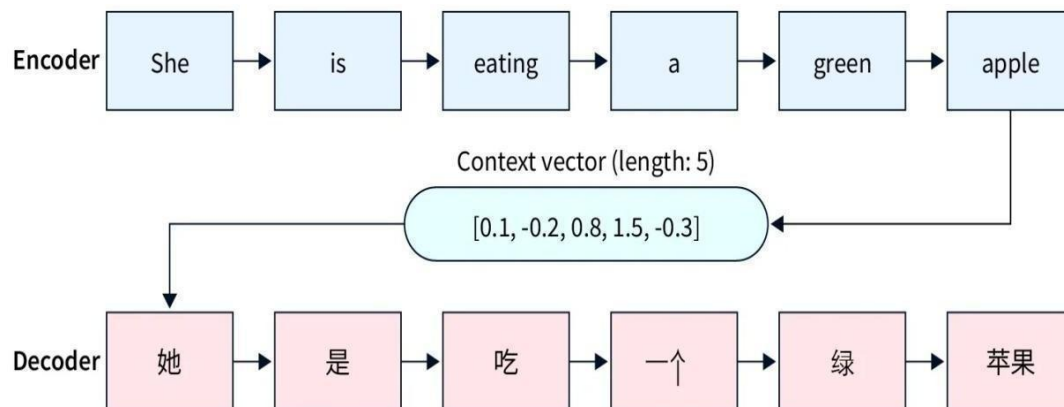 Encoder She is eating a green apple
Context vector (length: 5)
[0.1, -0.2, 0.8, 1.5, -0.3]
Decoder 她 是 吃 一个 绿 苹果